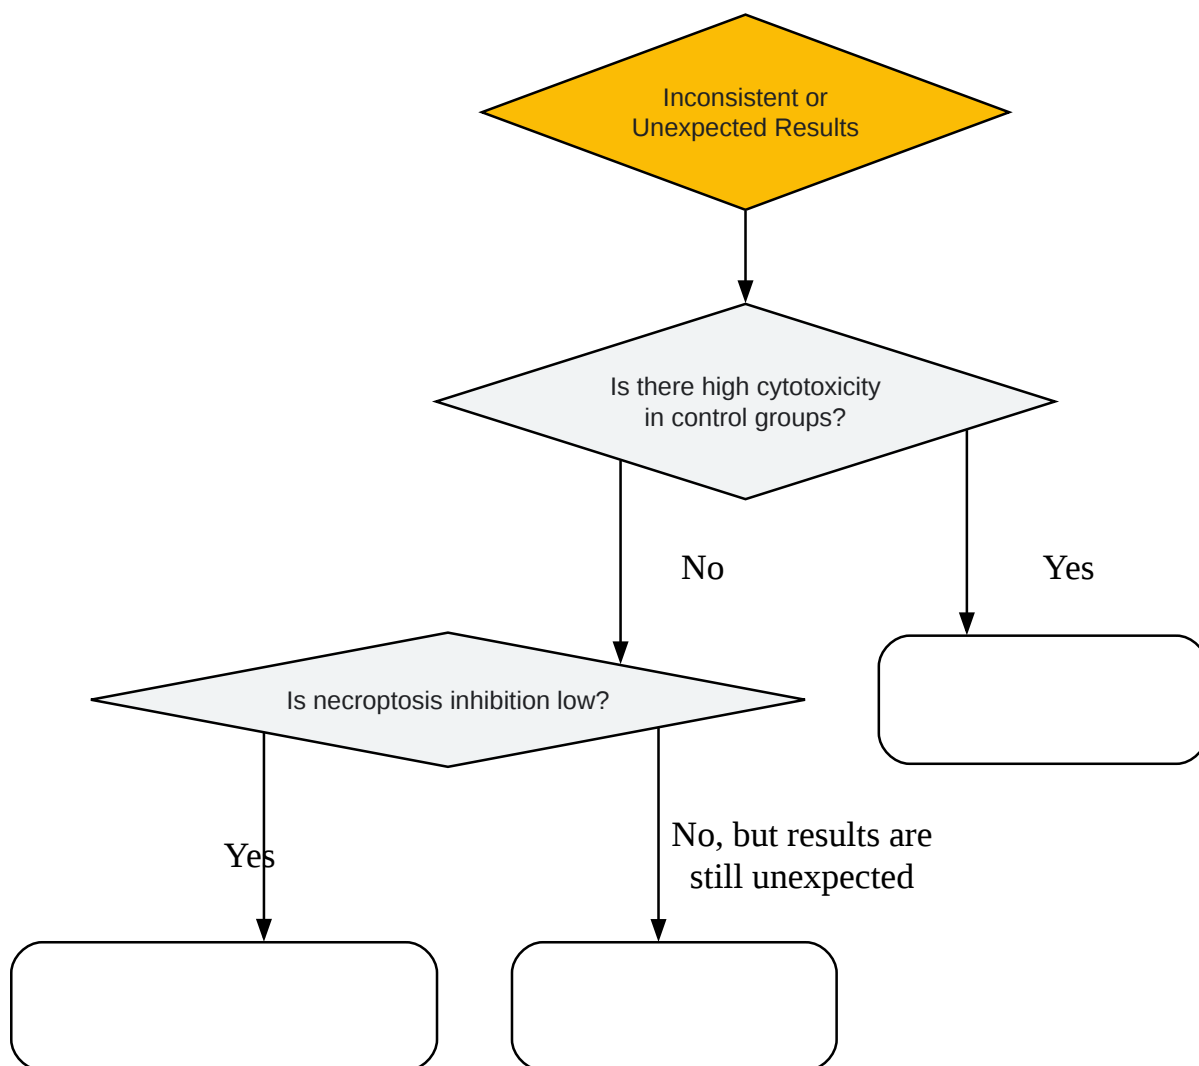 Inconsistent or
Unexpected Results
Is there high cytotoxicity
in control groups?
No
Yes
Is necroptosis inhibition low?
Yes
No, but results are
still unexpected